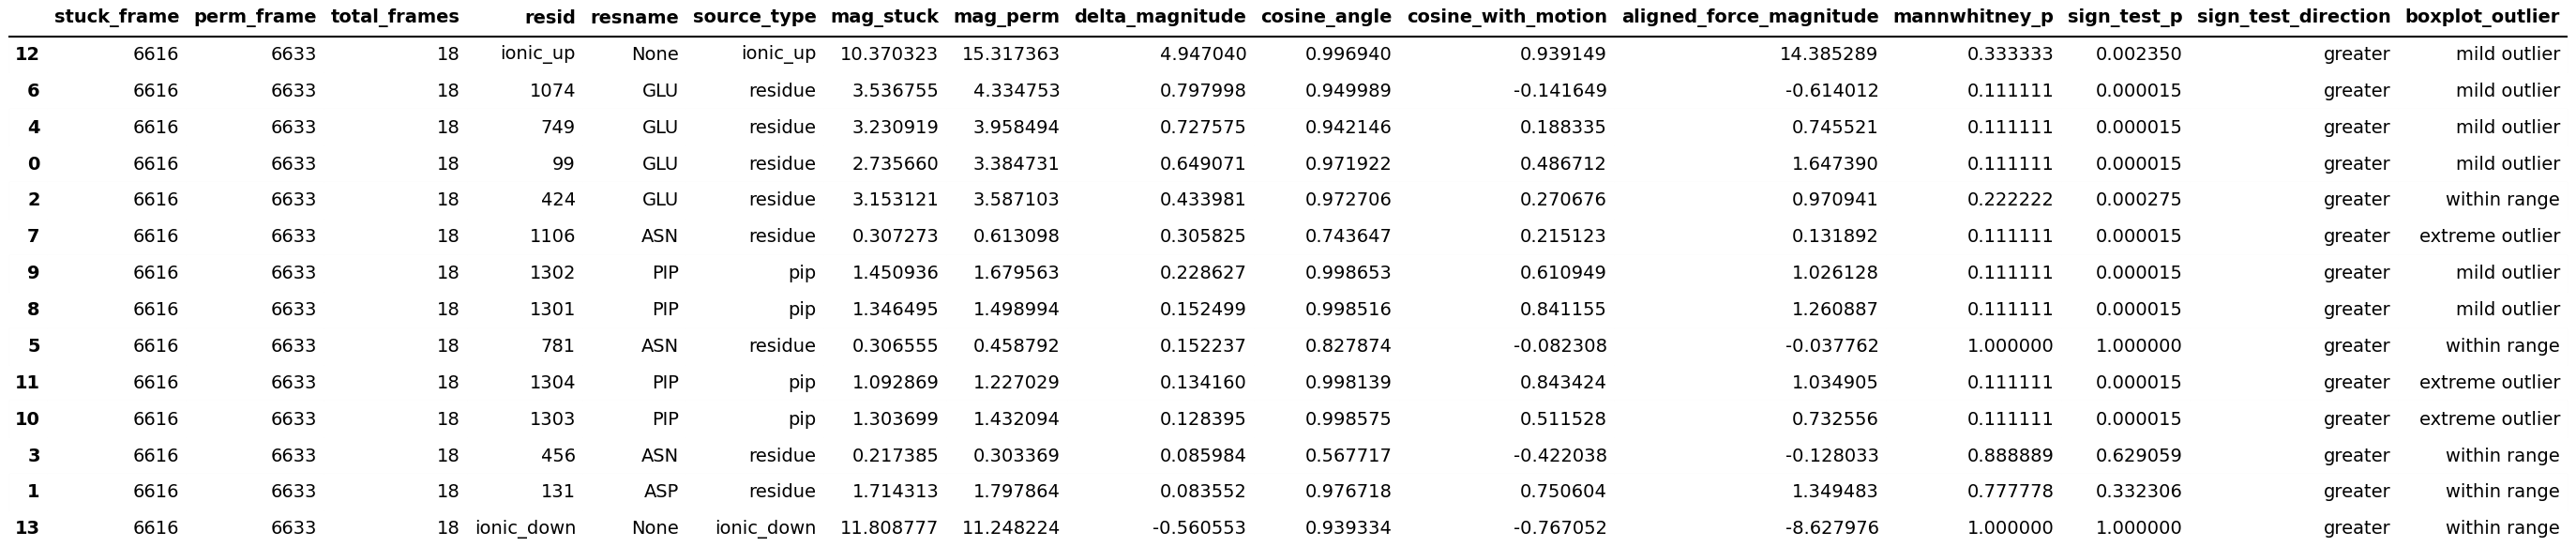 stuck_frame perm_frame total_frames resid resname source_type mag_stuck mag_perm delta_magnitude cosine_angle cosine_with_motion aligned_force_magnitude mannwhitney_p sign_test_p sign_test_direction boxplot_outlier
12 6616 6633 18 ionic_up None ionic_up 10.370323 15.317363 4.947040 0.996940 0.939149 14.385289 0.333333 0.002350 greater mild outlier
6 6616 6633 18 1074 GLU residue 3.536755 4.334753 0.797998 0.949989 -0.141649 -0.614012 0.111111 0.000015 greater mild outlier
4 6616 6633 18 749 GLU residue 3.230919 3.958494 0.727575 0.942146 0.188335 0.745521 0.111111 0.000015 greater mild outlier
0 6616 6633 18 99 GLU residue 2.735660 3.384731 0.649071 0.971922 0.486712 1.647390 0.111111 0.000015 greater mild outlier
2 6616 6633 18 424 GLU residue 3.153121 3.587103 0.433981 0.972706 0.270676 0.970941 0.222222 0.000275 greater within range
7 6616 6633 18 1106 ASN residue 0.307273 0.613098 0.305825 0.743647 0.215123 0.131892 0.111111 0.000015 greater extreme outlier
9 6616 6633 18 1302 PIP pip 1.450936 1.679563 0.228627 0.998653 0.610949 1.026128 0.111111 0.000015 greater mild outlier
8 6616 6633 18 1301 PIP pip 1.346495 1.498994 0.152499 0.998516 0.841155 1.260887 0.111111 0.000015 greater mild outlier
5 6616 6633 18 781 ASN residue 0.306555 0.458792 0.152237 0.827874 -0.082308 -0.037762 1.000000 1.000000 greater within range
11 6616 6633 18 1304 PIP pip 1.092869 1.227029 0.134160 0.998139 0.843424 1.034905 0.111111 0.000015 greater extreme outlier
10 6616 6633 18 1303 PIP pip 1.303699 1.432094 0.128395 0.998575 0.511528 0.732556 0.111111 0.000015 greater extreme outlier
3 6616 6633 18 456 ASN residue 0.217385 0.303369 0.085984 0.567717 -0.422038 -0.128033 0.888889 0.629059 greater within range
1 6616 6633 18 131 ASP residue 1.714313 1.797864 0.083552 0.976718 0.750604 1.349483 0.777778 0.332306 greater within range
13 6616 6633 18 ionic_down None ionic_down 11.808777 11.248224 -0.560553 0.939334 -0.767052 -8.627976 1.000000 1.000000 greater within range